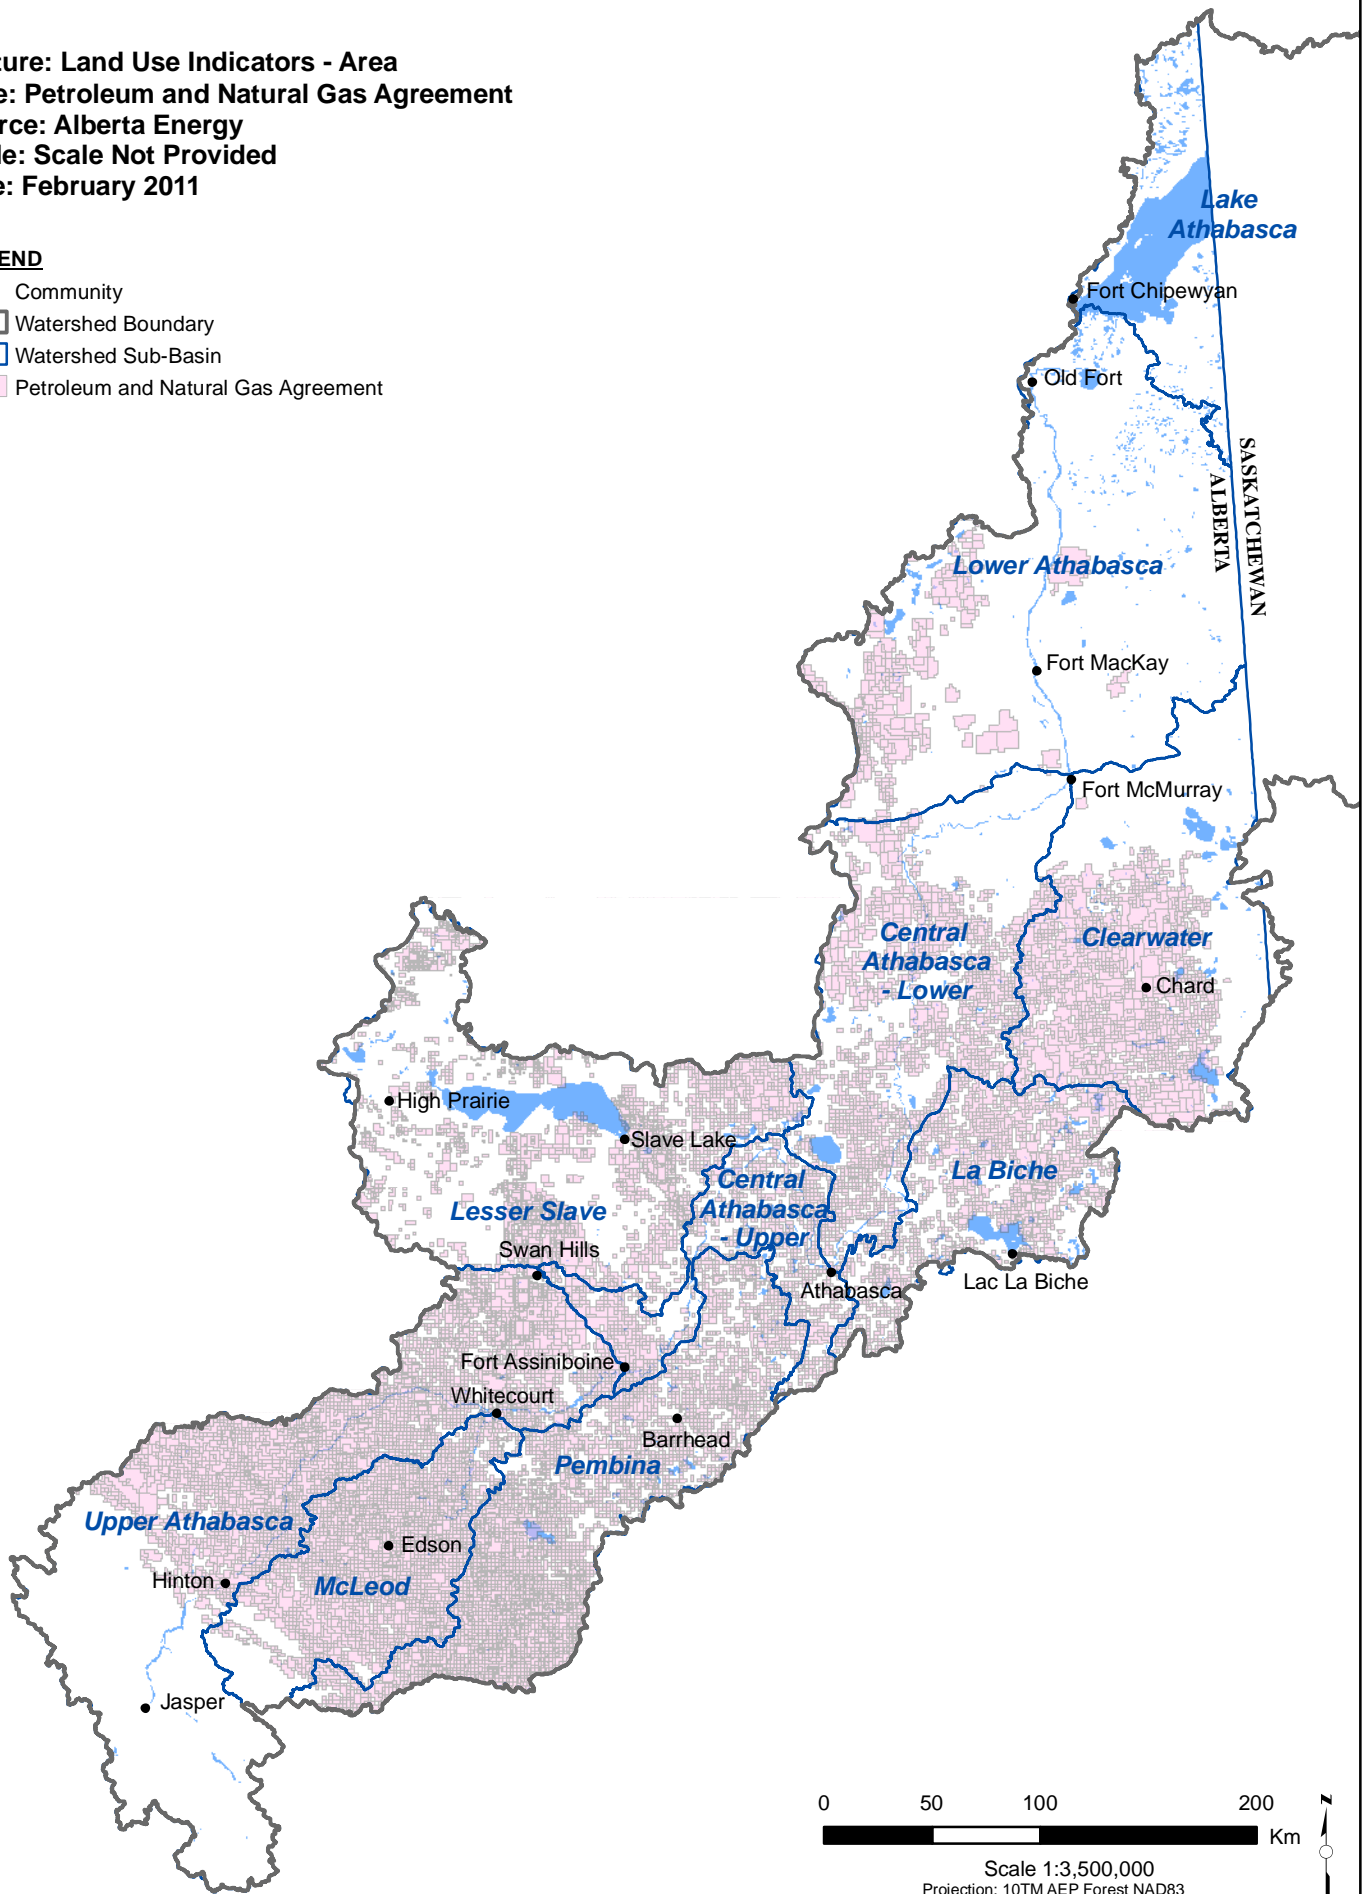 ture: Land Use Indicators - Area
e: Petroleum and Natural Gas Agreement
rce: Alberta Energy
le: Scale Not Provided
e: February 2011
END
Community
Watershed Boundary
Watershed Sub-Basin
Petroleum and Natural Gas Agreement
Lake
Athabasca
Fort Chipewyan
Old Fort
SASKATCHEWAN
ALBERTA
Lower Athabasca
Fort MacKay
Fort McMurray
Central
Athabasca
- Lower
Clearwater
Chard
High Prairie
Slave Lake
Central
Athabasca
- Upper
La Biche
Lesser Slave
Swan Hills
Athabasca
Lac La Biche
Fort Assiniboine
Whitecourt
Barrhead
Pembina
Upper Athabasca
Edson
Hinton
McLeod
Jasper
0 50 100 200
Km
Scale 1:3,500,000
Projection: 10TM AEP Forest NAD83
N